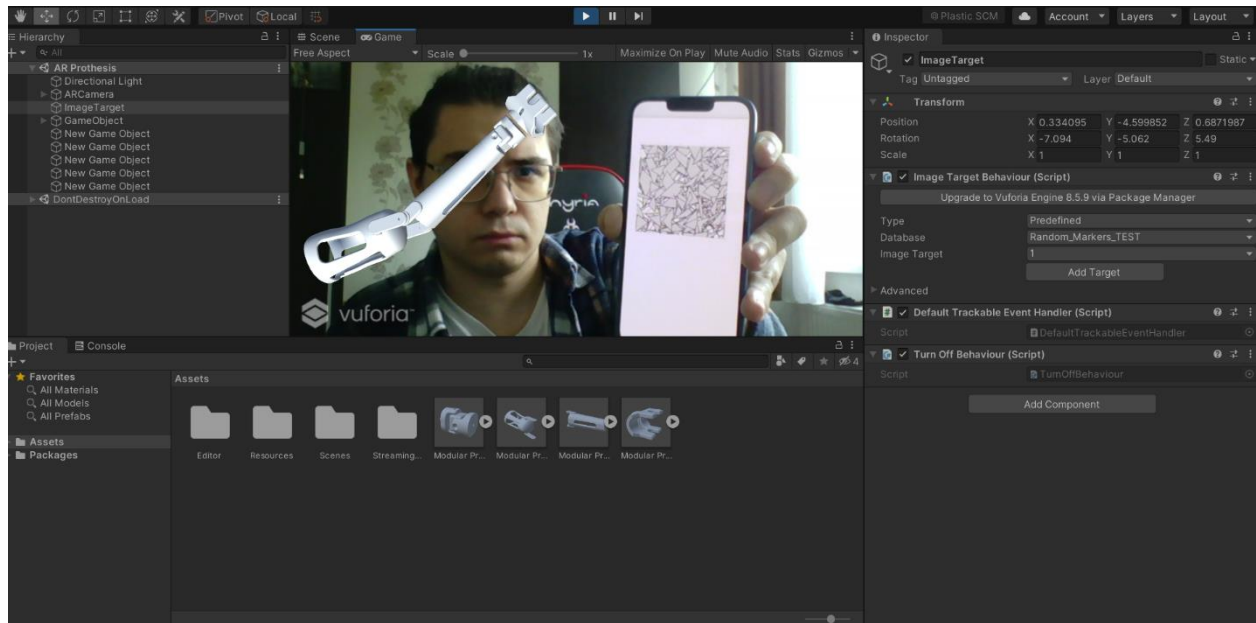 Pivot Local
Plastic SCM Account Layers Layout
Hierarchy
All
AR Prothesis
Directional Light
ARCamera
ImageTarget
GameObject
New Game Object
New Game Object
New Game Object
New Game Object
New Game Object
DontDestroyOnLoad
Scene Game
Free Aspect Scale 1x Maximize On Play Mute Audio Stats Gizmos
vuforia
Project Console
4
Favorites
All Materials
All Models
All Prefabs
Assets
Packages
Assets
Editor Resources Scenes Streaming... Modular Pr... Modular Pr... Modular Pr... Modular Pr...
Inspector
ImageTarget Static
Tag Untagged Layer Default
Transform
Position X 0.334095 Y -4.599852 Z 0.6871987
Rotation X -7.094 Y -5.062 Z 5.49
Scale X 1 Y 1 Z 1
Image Target Behaviour (Script)
Upgrade to Vuforia Engine 8.5.9 via Package Manager
Type Predefined
Database Random_Markers_TEST
Image Target 1
Add Target
Advanced
Default Trackable Event Handler (Script)
Script DefaultTrackableEventHandler
Turn Off Behaviour (Script)
Script TurnOffBehaviour
Add Component